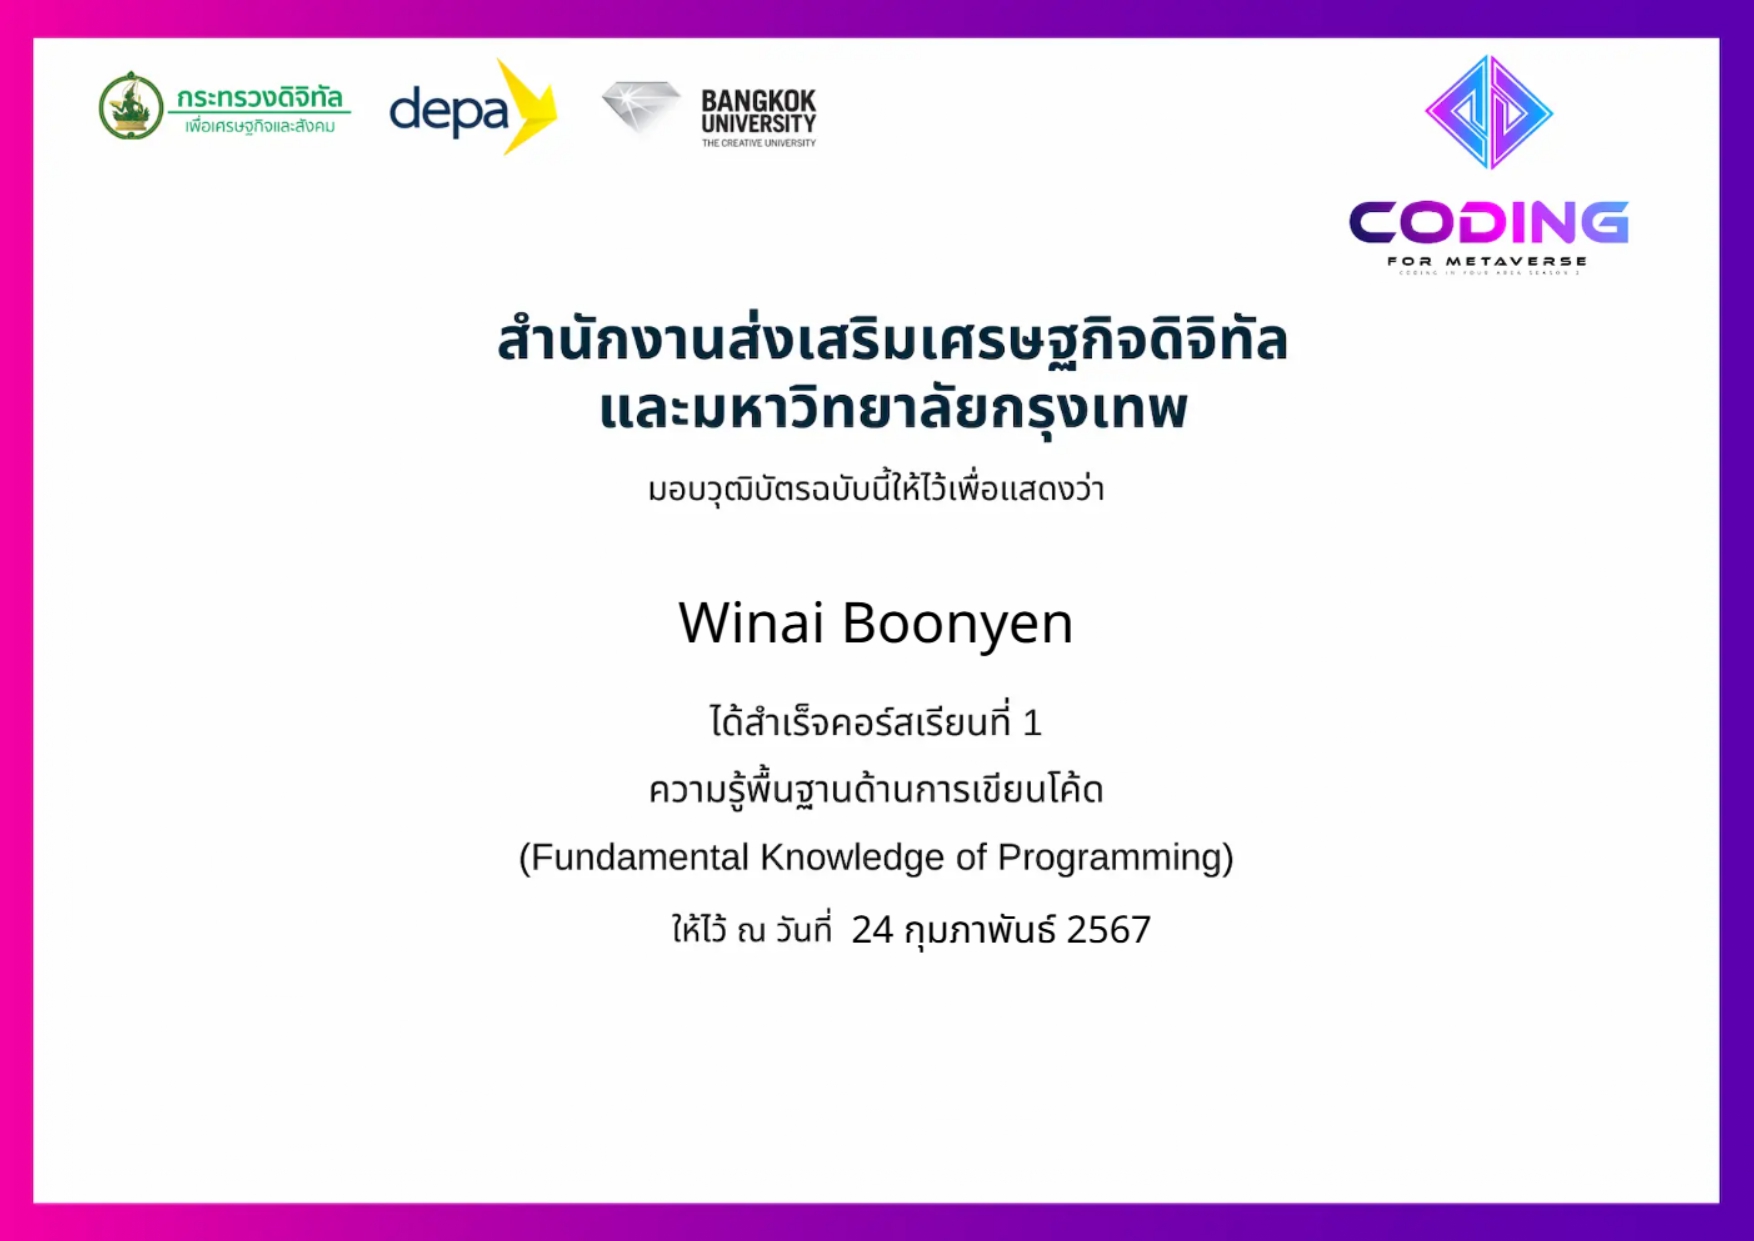 กระทรวงดิจิทัล
เพื่อเศรษฐกิจและสังคม
depa
BANGKOK
UNIVERSITY
THE CREATIVE UNIVERSITY
CODING
FOR METAVERSE
CODING IN YOUR AREA SEASON 2
สำนักงานส่งเสริมเศรษฐกิจดิจิทัล
และมหาวิทยาลัยกรุงเทพ
มอบวุฒิบัตรฉบับนี้ให้ไว้เพื่อแสดงว่า
Winai Boonyen
ได้สำเร็จคอร์สเรียนที่ 1
ความรู้พื้นฐานด้านการเขียนโค้ด
(Fundamental Knowledge of Programming)
ให้ไว้ ณ วันที่ 24 กุมภาพันธ์ 2567